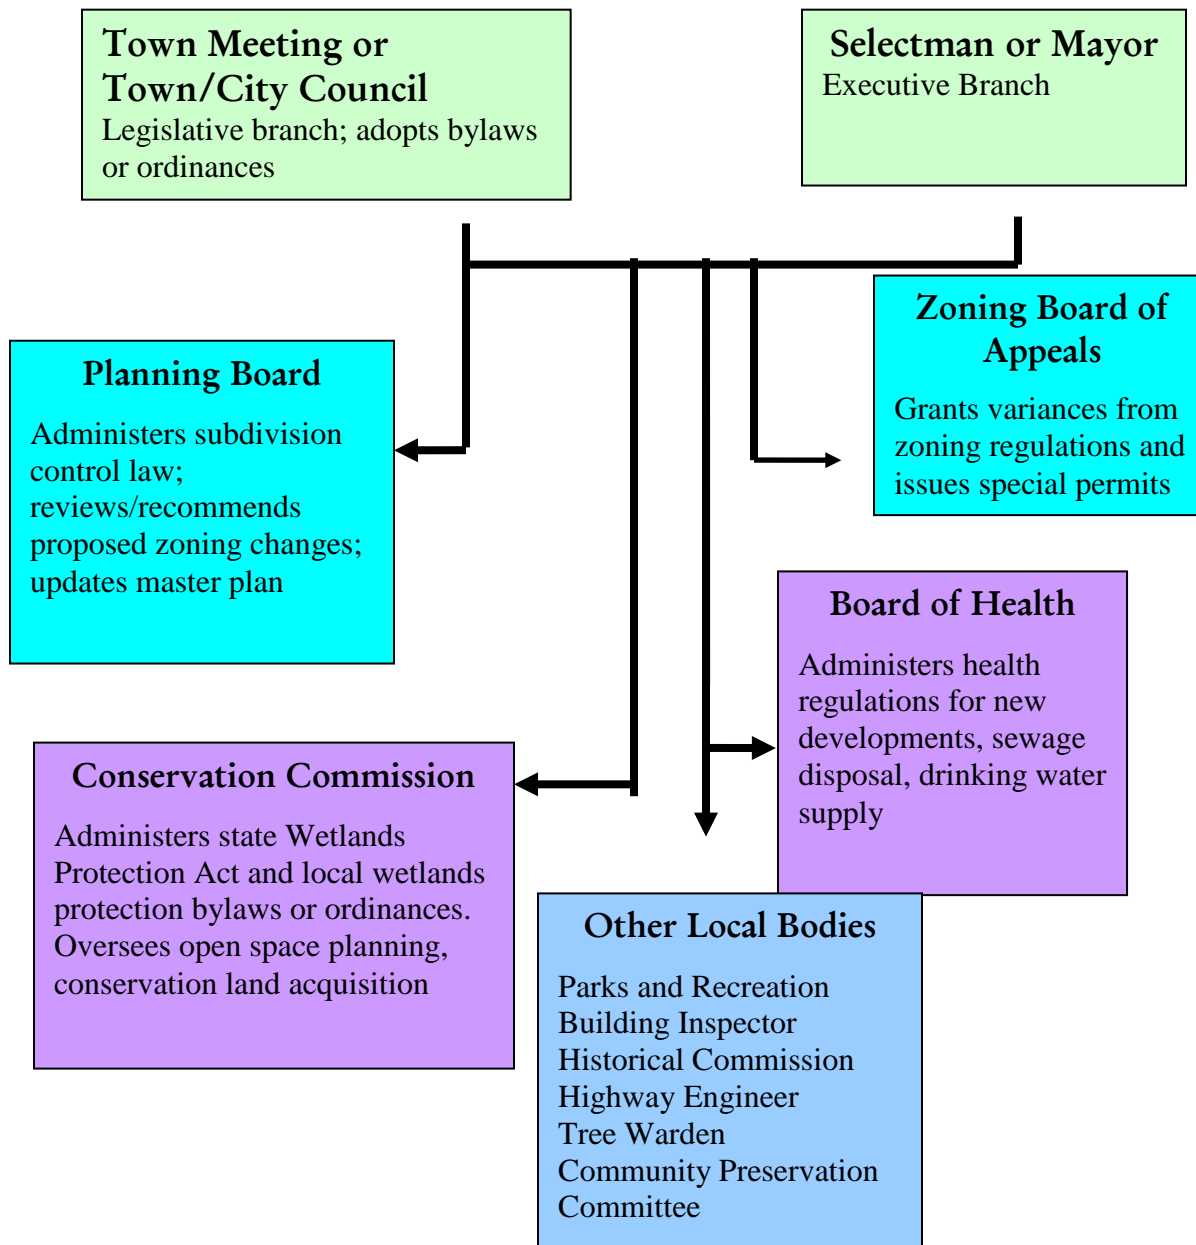 Town Meeting or
Town/City Council
Legislative branch; adopts bylaws
or ordinances
Selectman or Mayor
Executive Branch
Zoning Board of
Appeals
Grants variances from
zoning regulations and
issues special permits
Planning Board
Administers subdivision
control law;
reviews/recommends
proposed zoning changes;
updates master plan
Board of Health
Administers health
regulations for new
developments, sewage
disposal, drinking water
supply
Conservation Commission
Administers state Wetlands
Protection Act and local wetlands
protection bylaws or ordinances.
Oversees open space planning,
conservation land acquisition
Other Local Bodies
Parks and Recreation
Building Inspector
Historical Commission
Highway Engineer
Tree Warden
Community Preservation
Committee